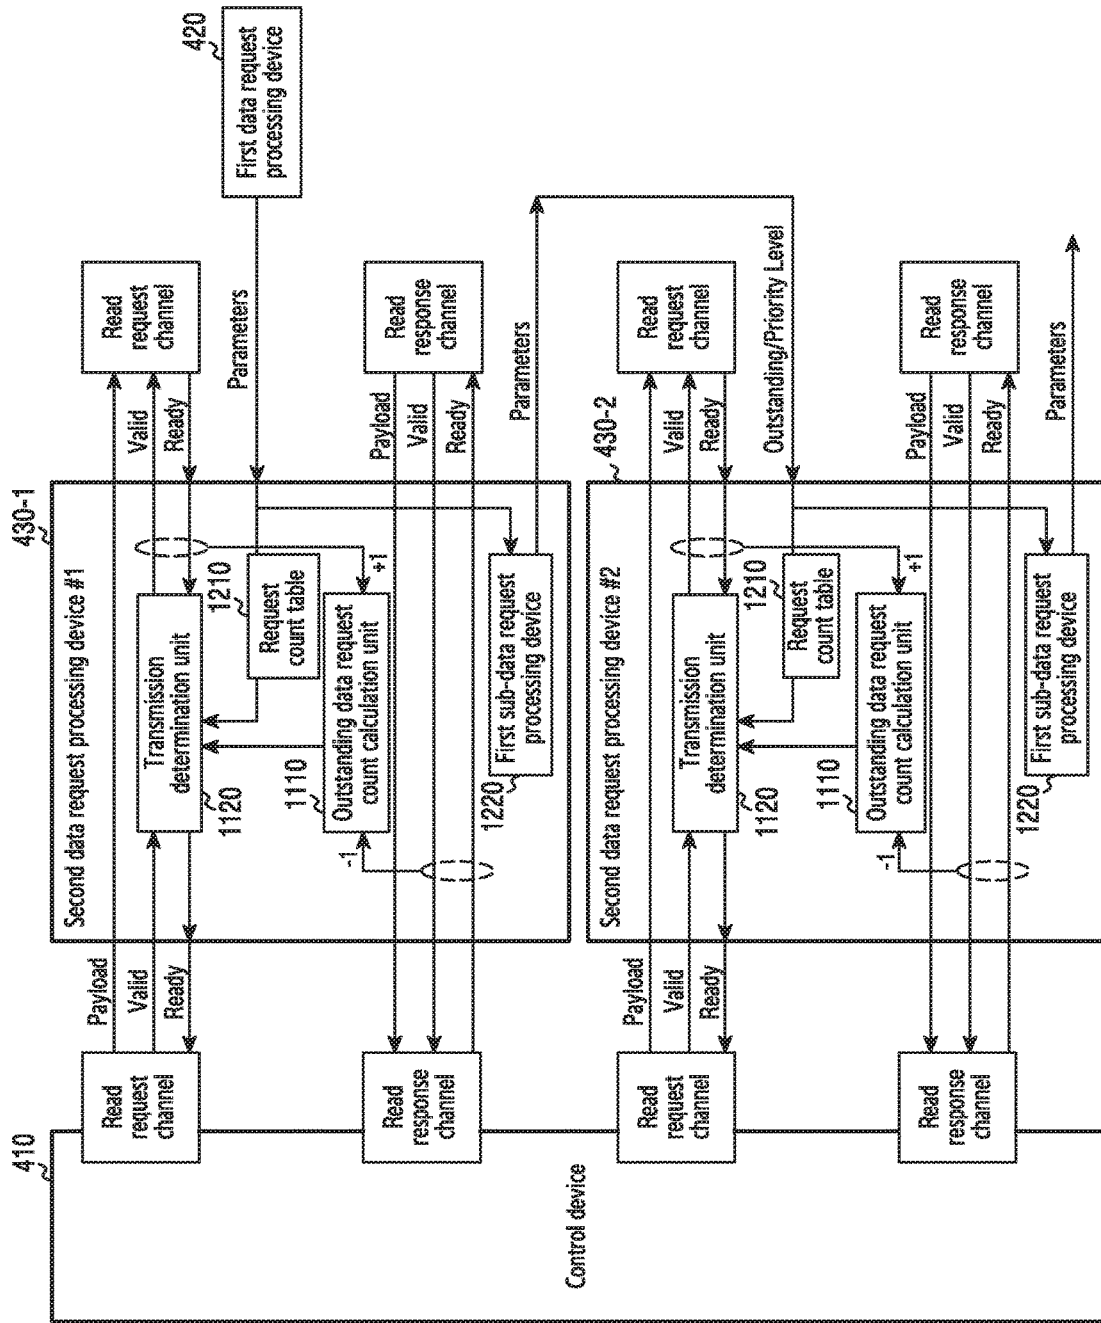 410
Control device
Read
request
channel
Payload
Valid
Ready
Read
response
channel
Read
request
channel
Payload
Valid
Ready
Read
response
channel
430-1
Second data request processing device #1
Transmission
determination unit
1120
1210
Request
count table
+1
-1
1110
Outstanding data request
count calculation unit
1220
First sub-data request
processing device
Valid
Ready
Read
request
channel
Parameters
420
First data request
processing device
Payload
Valid
Ready
Read
response
channel
Parameters
Outstanding/Priority Level
430-2
Second data request processing device #2
Transmission
determination unit
1120
1210
Request
count table
+1
-1
1110
Outstanding data request
count calculation unit
1220
First sub-data request
processing device
Valid
Ready
Read
request
channel
Payload
Valid
Ready
Read
response
channel
Parameters